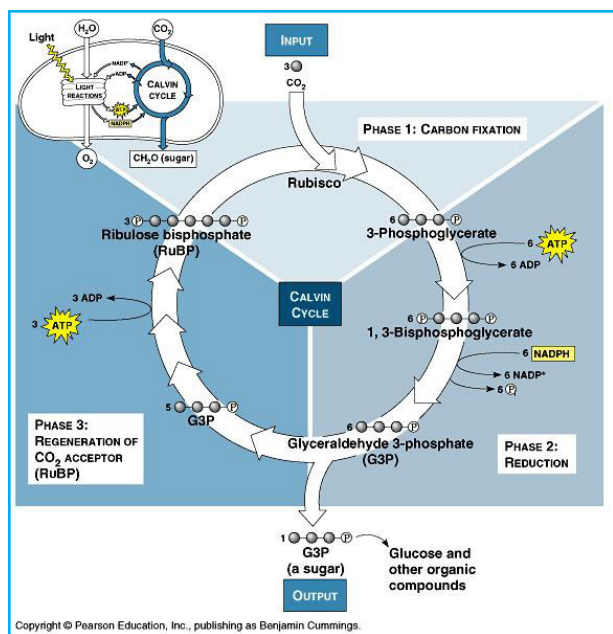 Light
H₂O
CO₂
NADP⁺
ADP
LIGHT
REACTIONS
CALVIN
CYCLE
ATP
NADPH
O₂
CH₂O (sugar)
INPUT
3
CO₂
PHASE 1: CARBON FIXATION
Rubisco
3 P P
Ribulose bisphosphate
(RuBP)
6 P
3-Phosphoglycerate
6 ATP
6 ADP
CALVIN
CYCLE
6 P P
1, 3-Bisphosphoglycerate
6 NADPH
6 NADP⁺
6 P
3 ADP
3 ATP
5 P
G3P
6 P
Glyceraldehyde 3-phosphate
(G3P)
PHASE 3:
REGENERATION OF
CO₂ ACCEPTOR
(RuBP)
PHASE 2:
REDUCTION
1 P
G3P
(a sugar)
Glucose and
other organic
compounds
OUTPUT
Copyright © Pearson Education, Inc., publishing as Benjamin Cummings.